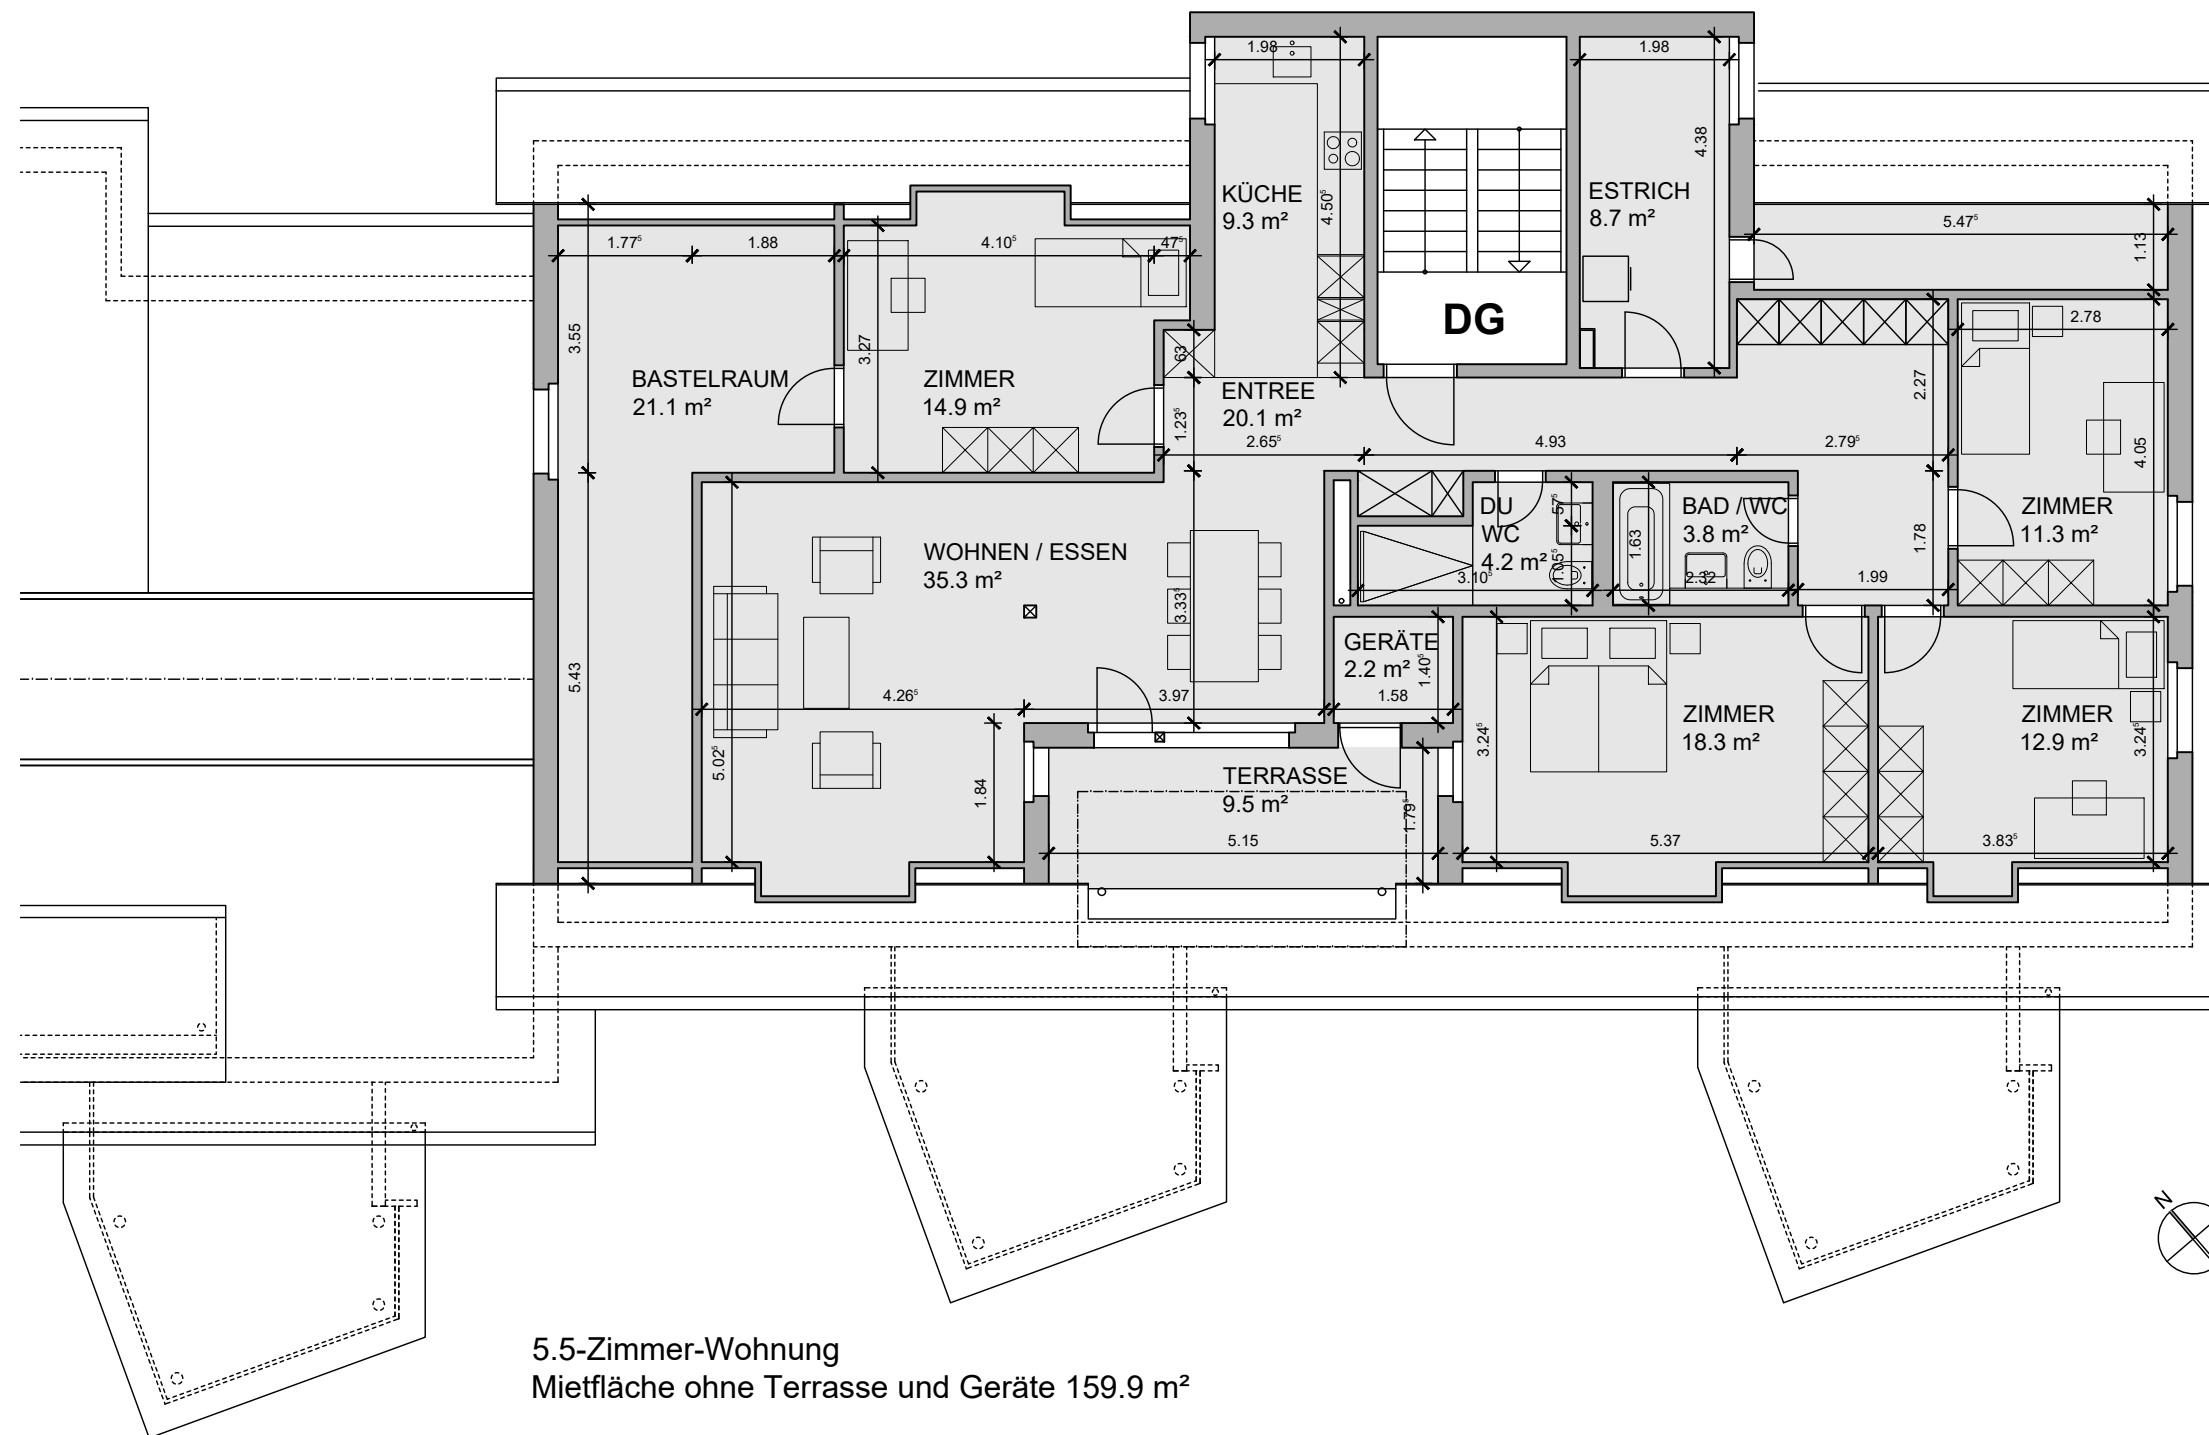 1.98
1.98
KÜCHE
9.3 m²
4.50⁵
ESTRICH
8.7 m²
4.38
5.47⁵
1.13
1.77⁵
1.88
4.10⁵
47⁵
3.55
BASTELRAUM
21.1 m²
3.27
ZIMMER
14.9 m²
63
DG
2.78
ENTREE
20.1 m²
1.23⁵
2.65⁵
4.93
2.79⁵
2.27
4.05
WOHNEN / ESSEN
35.3 m²
DU
WC
4.2 m²
57⁵
1.05⁵
3.10⁵
BAD / WC
3.8 m²
1.63
2.32
1.78
1.99
ZIMMER
11.3 m²
3.33⁵
5.43
GERÄTE
2.2 m²
1.40⁵
1.58
4.26⁵
3.97
5.02⁵
1.84
TERRASSE
9.5 m²
1.79⁵
5.15
ZIMMER
18.3 m²
3.24⁵
5.37
ZIMMER
12.9 m²
3.24⁵
3.83⁵
N
5.5-Zimmer-Wohnung
Mietfläche ohne Terrasse und Geräte 159.9 m²